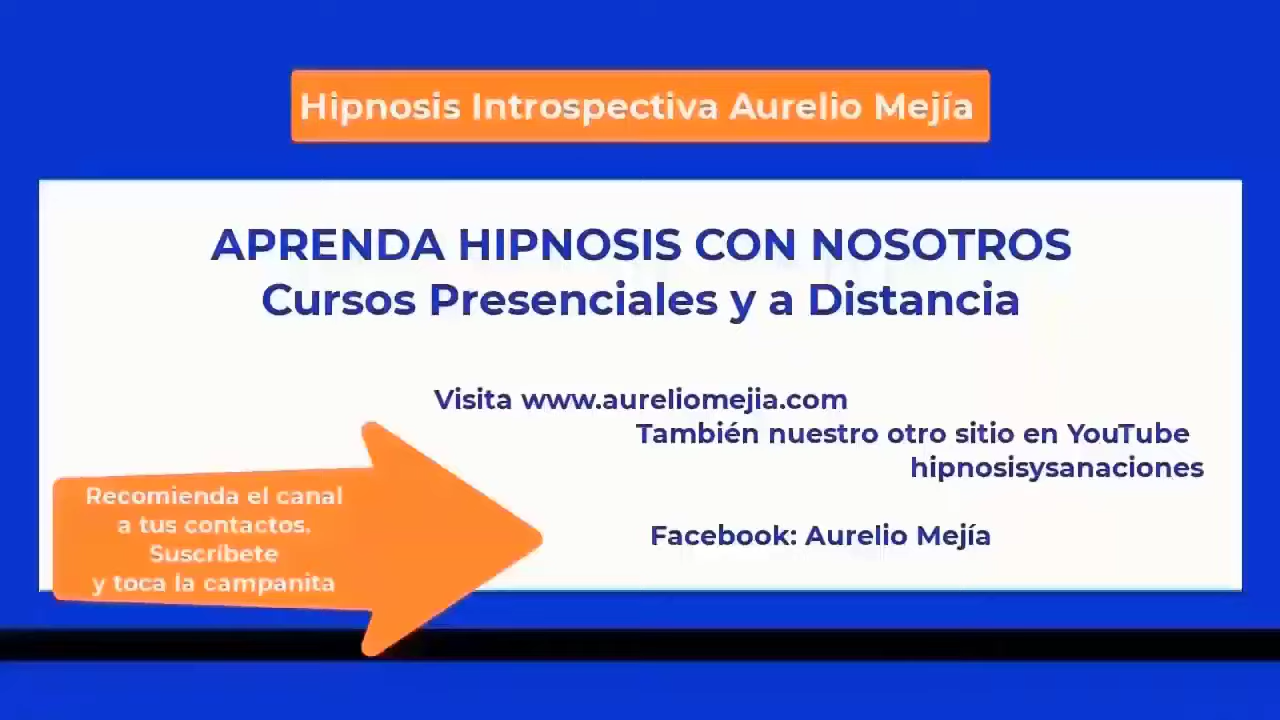 Hipnosis Introspectiva Aurelio Mejía
APRENDA HIPNOSIS CON NOSOTROS
Cursos Presenciales y a Distancia
Visita www.aureliomejia.com
También nuestro otro sitio en YouTube
hipnosisysanaciones
Facebook: Aurelio Mejía
Recomienda el canal
a tus contactos.
Suscríbete
y toca la campanita